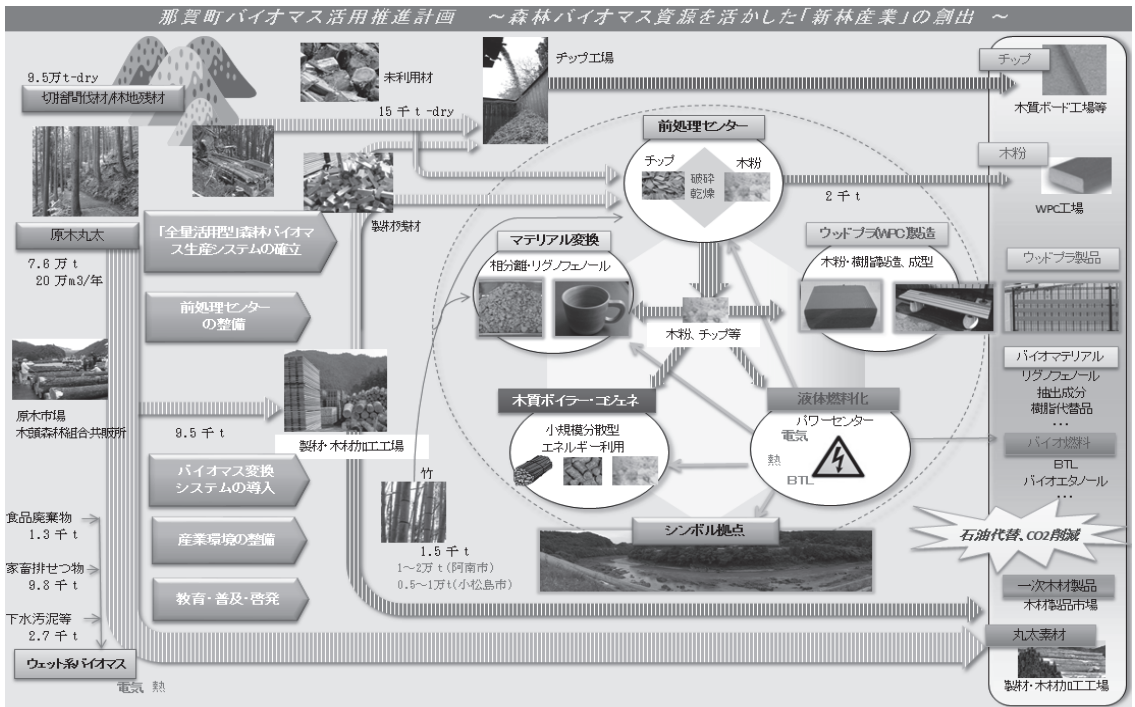 那賀町バイオマス活用推進計画　～森林バイオマス資源を活かした「新林産業」の創出　～
9.5万t-dry
切捨間伐材/林地残材
未利用材
15千t-dry
チップ工場
チップ
木質ボード工場等
原木丸太
7.6万t
20万m3/年
「全量活用型」森林バイオマ
ス生産システムの確立
製材残材
前処理センター
チップ
木粉
破砕
乾燥
2千t
木粉
WPC工場
マテリアル変換
相分離・リグノフェノール
ウッドプラ(WPC)製造
木粉・樹脂製造、成型
ウッドプラ製品
前処理センター
の整備
木粉、チップ等
バイオマテリアル
リグノフェノール
抽出成分
樹脂代替品
…
原木市場
木頭森林組合共販所
9.5千t
製材・木材加工工場
木質ボイラー・コジェネ
小規模分散型
エネルギー利用
液体燃料化
パワーセンター
電気
熱
BTL
バイオ燃料
BTL
バイオエタノール
…
バイオマス変換
システムの導入
竹
1.5千t
1～2万t(阿南市)
0.5～1万t(小松島市)
シンボル拠点
石油代替、CO2削減
食品廃棄物
1.3千t
産業環境の整備
家畜排せつ物
9.8千t
教育・普及・啓発
一次木材製品
木材製品市場
下水汚泥等
2.7千t
ウェット系バイオマス
電気 熱
丸太素材
製材・木材加工工場